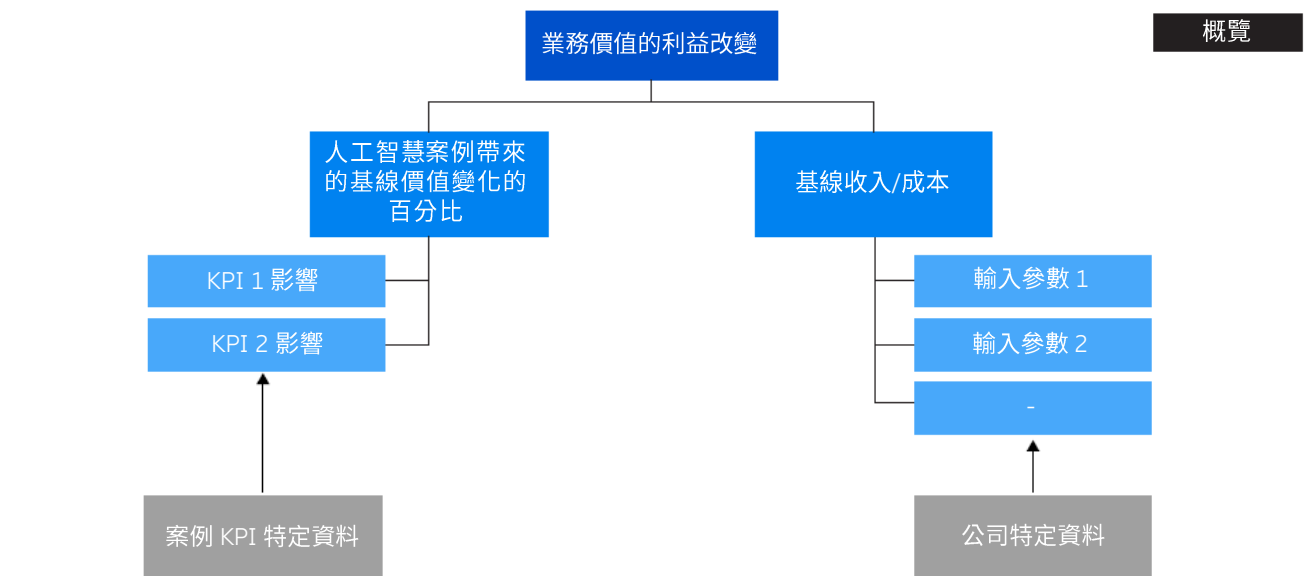 概覽
業務價值的利益改變
人工智慧案例帶來
的基線價值變化的
百分比
基線收入/成本
KPI 1 影響
KPI 2 影響
輸入參數 1
輸入參數 2
-
案例 KPI 特定資料
公司特定資料